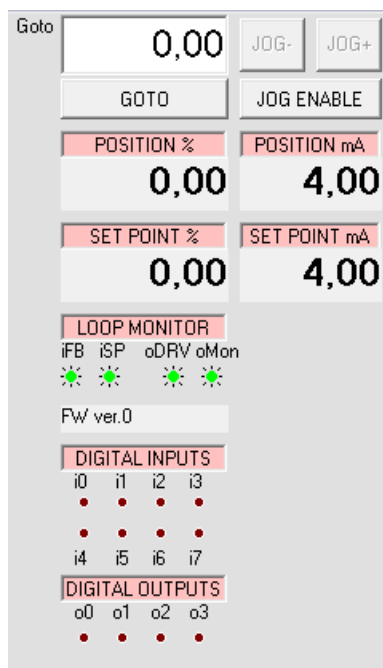 Goto 0,00 JOG- JOG+
GOTO JOG ENABLE
POSITION % POSITION mA
0,00 4,00
SET POINT % SET POINT mA
0,00 4,00
LOOP MONITOR
iFB iSP oDRV oMon
FW ver.0
DIGITAL INPUTS
i0 i1 i2 i3
i4 i5 i6 i7
DIGITAL OUTPUTS
o0 o1 o2 o3